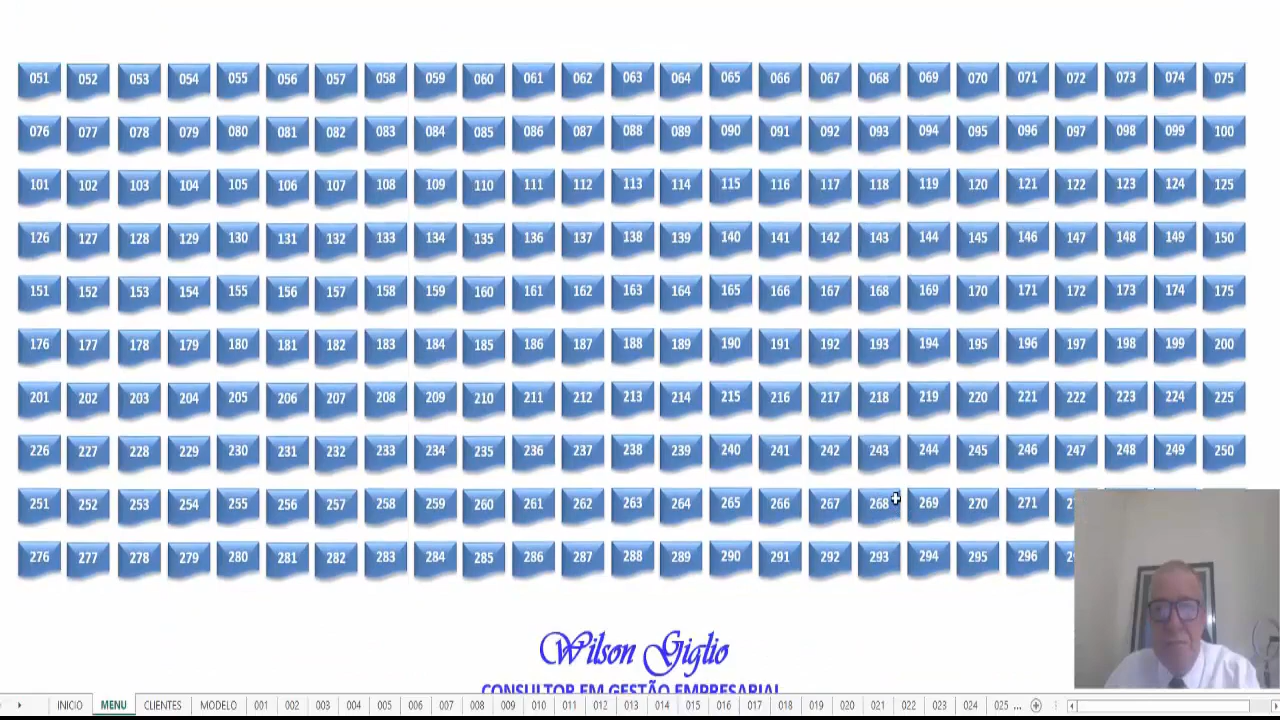 051 052 053 054 055 056 057 058 059 060 061 062 063 064 065 066 067 068 069 070 071 072 073 074 075
076 077 078 079 080 081 082 083 084 085 086 087 088 089 090 091 092 093 094 095 096 097 098 099 100
101 102 103 104 105 106 107 108 109 110 111 112 113 114 115 116 117 118 119 120 121 122 123 124 125
126 127 128 129 130 131 132 133 134 135 136 137 138 139 140 141 142 143 144 145 146 147 148 149 150
151 152 153 154 155 156 157 158 159 160 161 162 163 164 165 166 167 168 169 170 171 172 173 174 175
176 177 178 179 180 181 182 183 184 185 186 187 188 189 190 191 192 193 194 195 196 197 198 199 200
201 202 203 204 205 206 207 208 209 210 211 212 213 214 215 216 217 218 219 220 221 222 223 224 225
226 227 228 229 230 231 232 233 234 235 236 237 238 239 240 241 242 243 244 245 246 247 248 249 250
251 252 253 254 255 256 257 258 259 260 261 262 263 264 265 266 267 268 269 270 271
276 277 278 279 280 281 282 283 284 285 286 287 288 289 290 291 292 293 294 295 296
Wilson Giglio
CONSULTOR EM GESTÃO EMPRESARIAL
INICIO MENU CLIENTES MODELO 001 002 003 004 005 006 007 008 009 010 011 012 013 014 015 016 017 018 019 020 021 022 023 024 025 ...